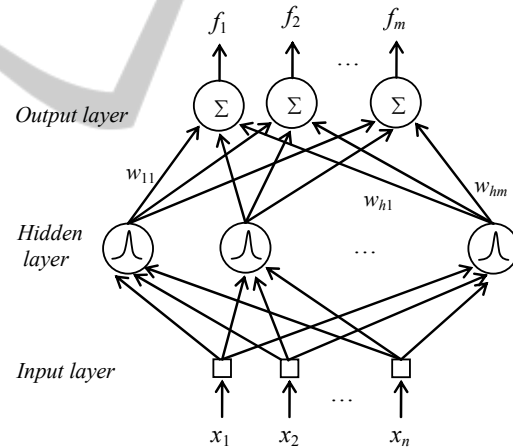 f1 f2 ... fm
Output layer Σ Σ Σ
w11 wh1 whm
Hidden layer ...
Input layer ...
x1 x2 xn